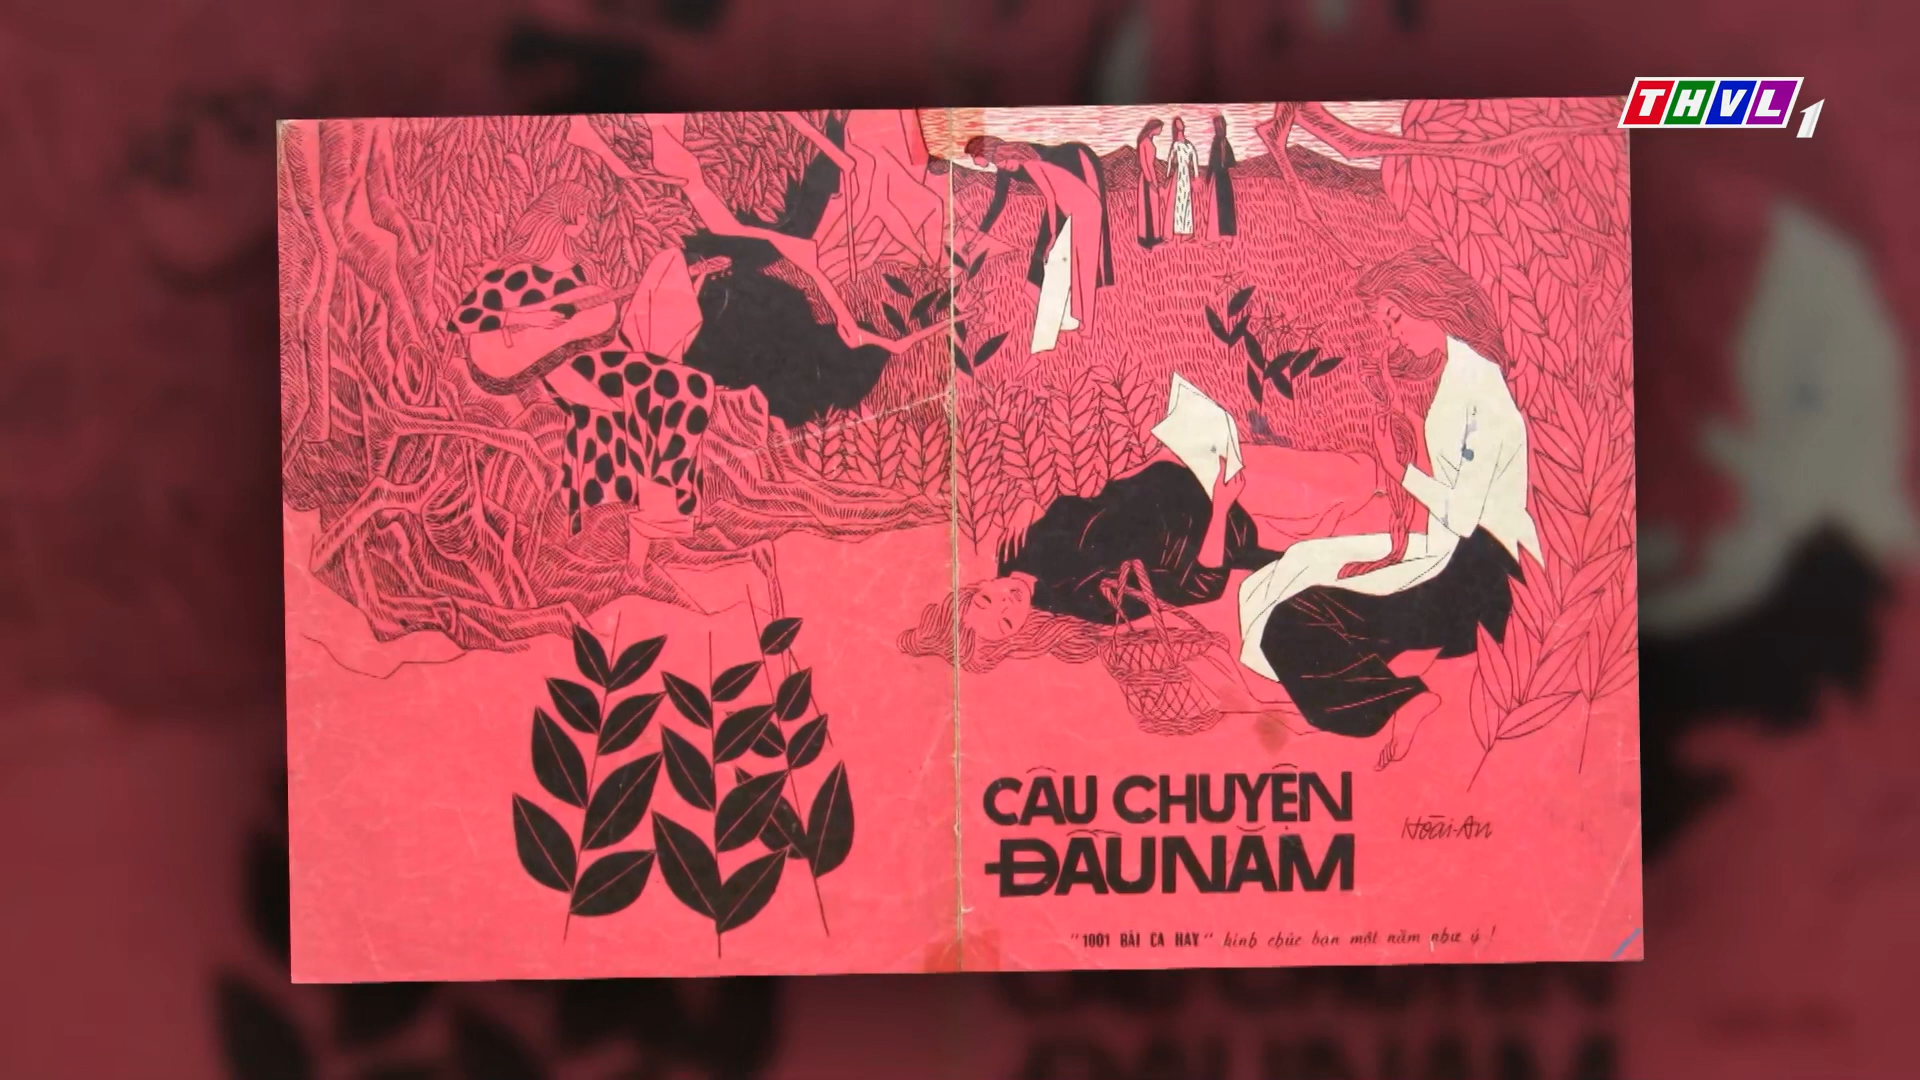 THVL1
CÂU CHUYỆN
ĐẦU NĂM
Hoài-An
"1001 BÀI CA HAY" kính chúc bạn một năm như ý !